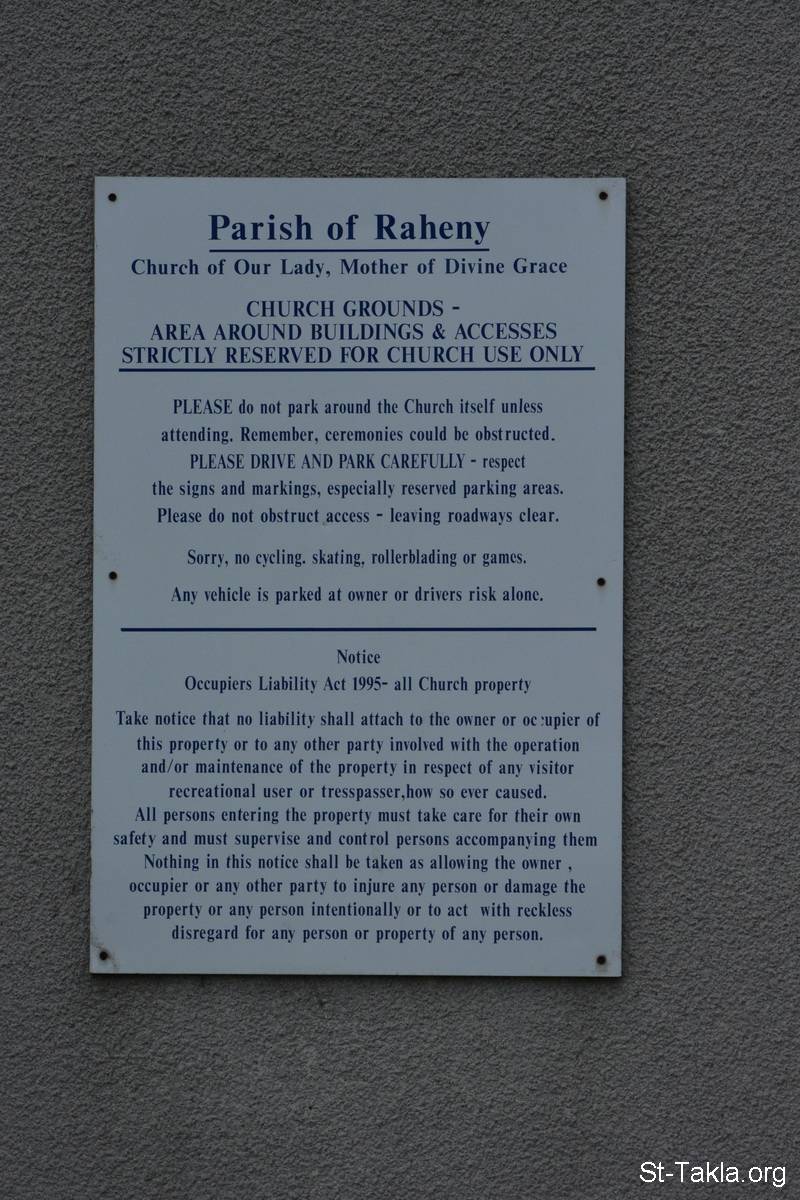 Parish of Raheny
Church of Our Lady, Mother of Divine Grace
CHURCH GROUNDS -
AREA AROUND BUILDINGS & ACCESSES
STRICTLY RESERVED FOR CHURCH USE ONLY
PLEASE do not park around the Church itself unless
attending. Remember, ceremonies could be obstructed.
PLEASE DRIVE AND PARK CAREFULLY - respect
the signs and markings, especially reserved parking areas.
Please do not obstruct access - leaving roadways clear.
Sorry, no cycling. skating, rollerblading or games.
Any vehicle is parked at owner or drivers risk alone.
Notice
Occupiers Liability Act 1995- all Church property
Take notice that no liability shall attach to the owner or occupier of
this property or to any other party involved with the operation
and/or maintenance of the property in respect of any visitor
recreational user or tresspasser,how so ever caused.
All persons entering the property must take care for their own
safety and must supervise and control persons accompanying them
Nothing in this notice shall be taken as allowing the owner ,
occupier or any other party to injure any person or damage the
property or any person intentionally or to act with reckless
disregard for any person or property of any person.
St-Takla.org